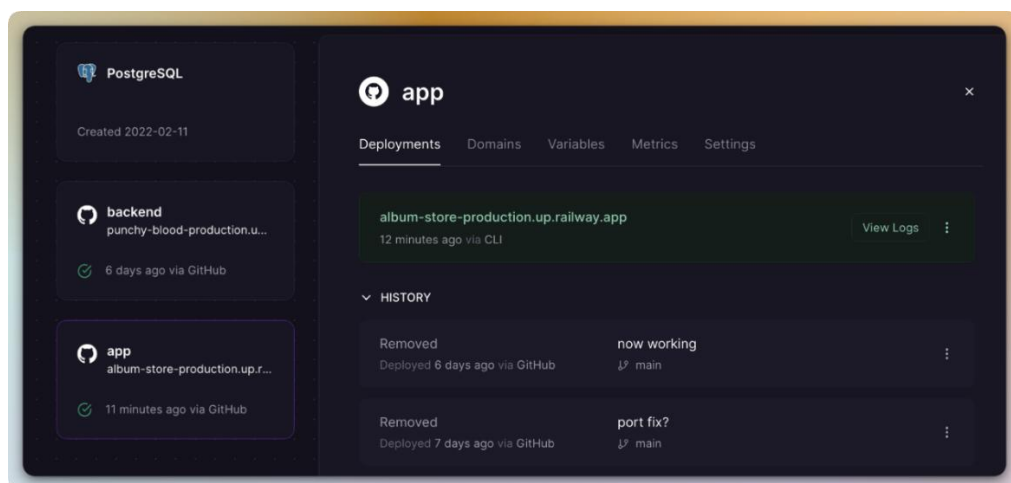 PostgreSQL
Created 2022-02-11
backend
punchy-blood-production.u...
6 days ago via GitHub
app
album-store-production.up.r...
11 minutes ago via GitHub
app
Deployments Domains Variables Metrics Settings
album-store-production.up.railway.app
12 minutes ago via CLI
View Logs
HISTORY
Removed
Deployed 6 days ago via GitHub
now working
main
Removed
Deployed 7 days ago via GitHub
port fix?
main